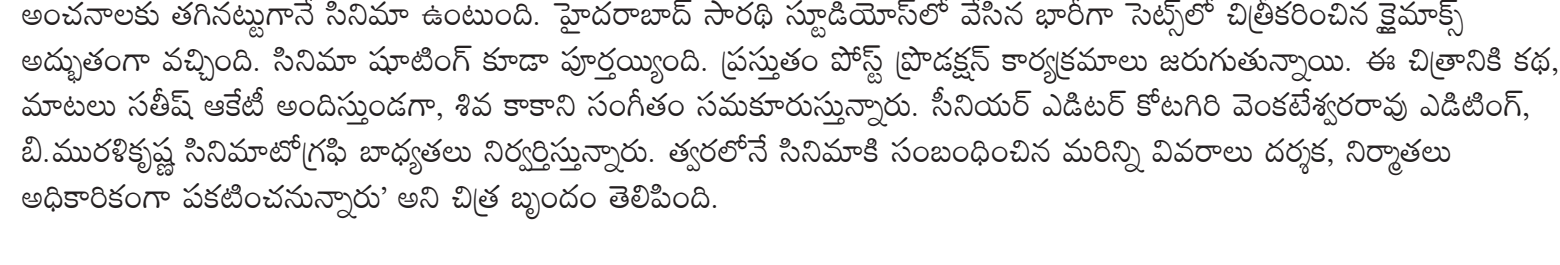 అంచనాలకు తగినట్టుగానే సినిమా ఉంటుంది. హైదరాబాద్ సారథి స్టూడియోస్‌లో వేసిన భారీగా సెట్స్‌లో చిత్రీకరించిన క్లైమాక్స్
అద్భుతంగా వచ్చింది. సినిమా షూటింగ్ కూడా పూర్తయ్యింది. ప్రస్తుతం పోస్ట్ ప్రొడక్షన్ కార్యక్రమాలు జరుగుతున్నాయి. ఈ చిత్రానికి కథ,
మాటలు సతీష్ ఆకేటీ అందిస్తుండగా, శివ కాకాని సంగీతం సమకూరుస్తున్నారు. సీనియర్ ఎడిటర్ కోటగిరి వెంకటేశ్వరరావు ఎడిటింగ్,
బి.మురళికృష్ణ సినిమాటోగ్రఫి బాధ్యతలు నిర్వర్తిస్తున్నారు. త్వరలోనే సినిమాకి సంబంధించిన మరిన్ని వివరాలు దర్శక, నిర్మాతలు
అధికారికంగా పకటించనున్నారు’ అని చిత్ర బృందం తెలిపింది.